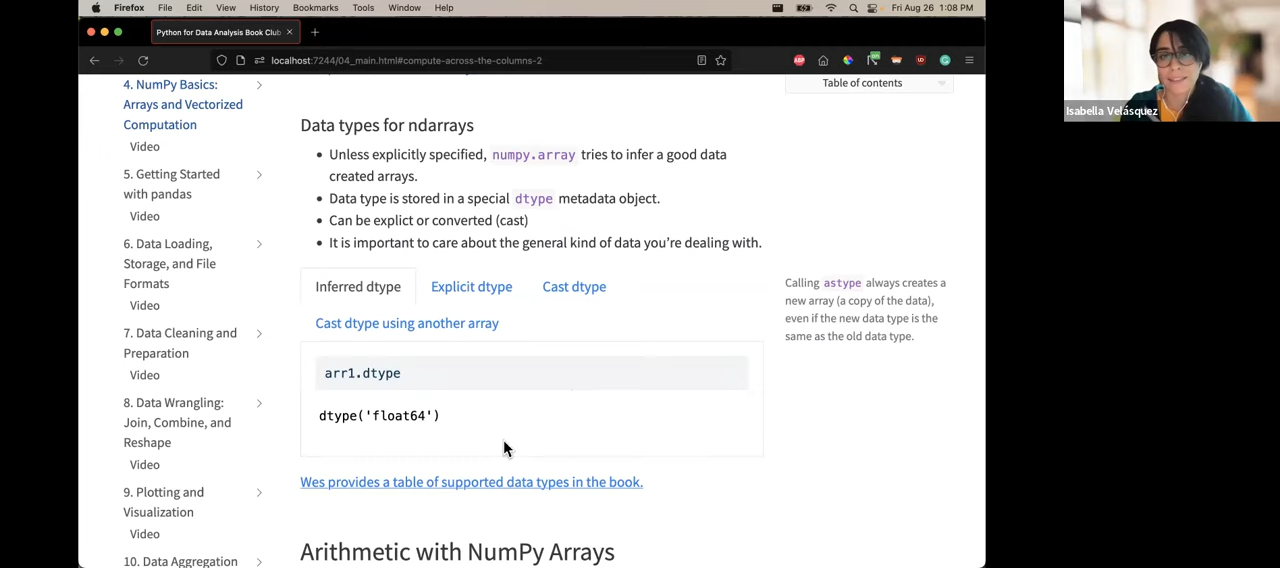 Firefox File Edit View History Bookmarks Tools Window Help Fri Aug 26 1:08 PM
Python for Data Analysis Book Club
localhost:7244/04_main.html#compute-across-the-columns-2
4. NumPy Basics:
Arrays and Vectorized
Computation
Video
5. Getting Started
with pandas
Video
6. Data Loading,
Storage, and File
Formats
Video
7. Data Cleaning and
Preparation
Video
8. Data Wrangling:
Join, Combine, and
Reshape
Video
9. Plotting and
Visualization
Video
10. Data Aggregation
Table of contents
Data types for ndarrays
Unless explicitly specified, numpy.array tries to infer a good data
created arrays.
Data type is stored in a special dtype metadata object.
Can be explict or converted (cast)
It is important to care about the general kind of data you're dealing with.
Inferred dtype Explicit dtype Cast dtype
Cast dtype using another array
arr1.dtype
dtype('float64')
Wes provides a table of supported data types in the book.
Arithmetic with NumPy Arrays
Calling astype always creates a
new array (a copy of the data),
even if the new data type is the
same as the old data type.
Isabella Velásquez